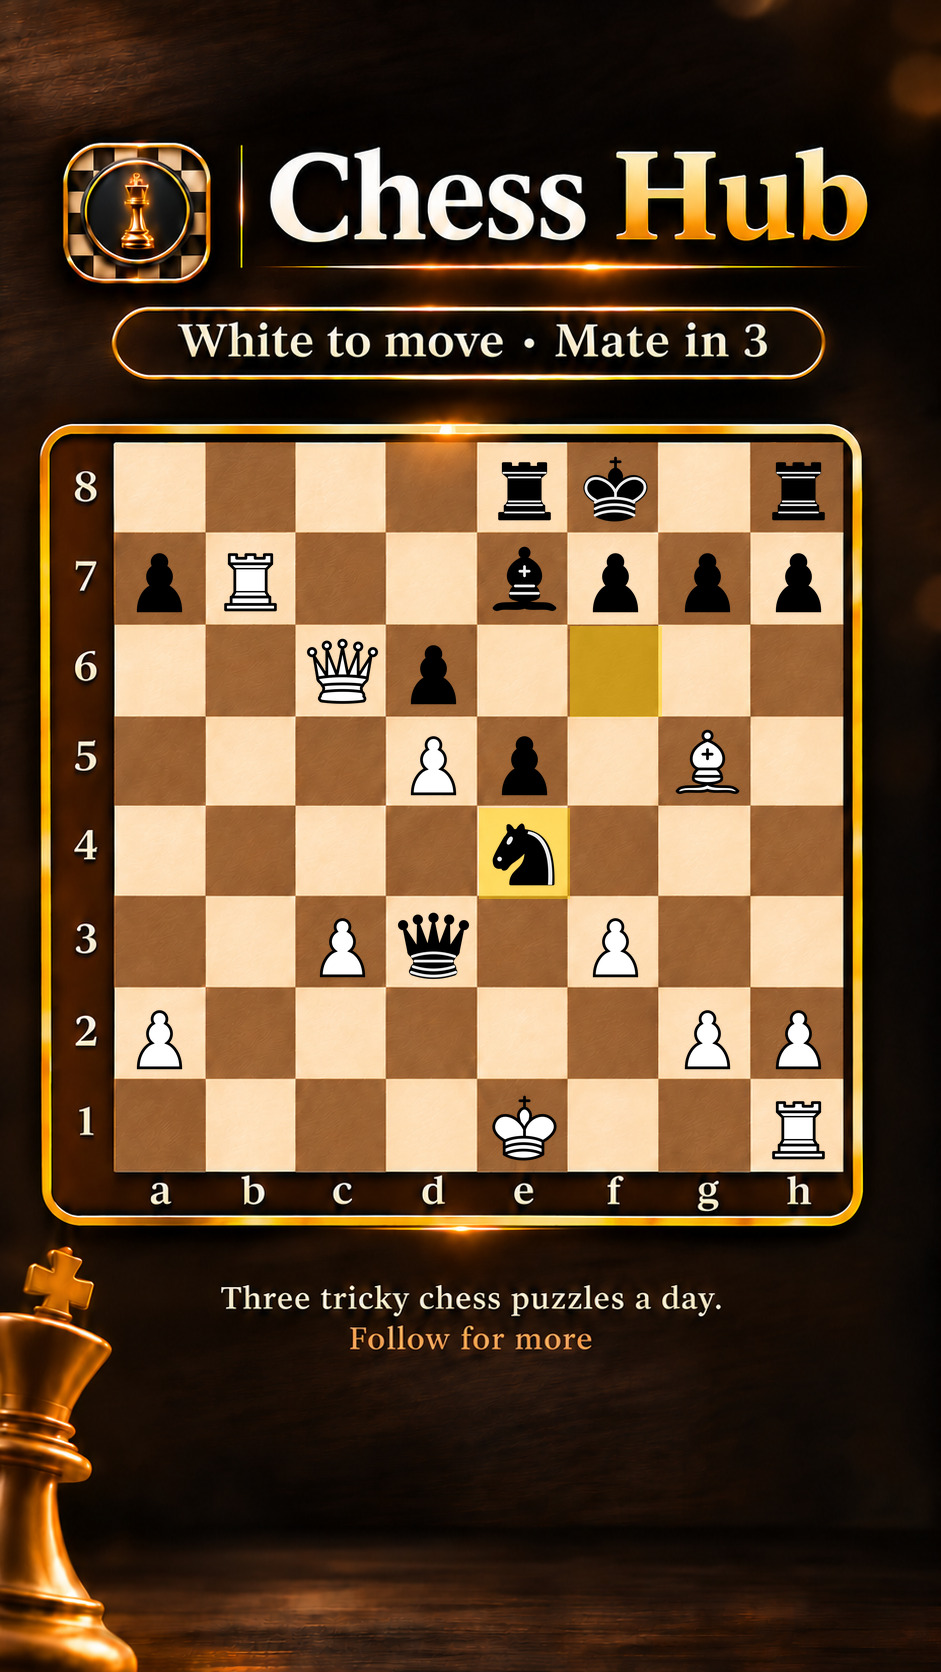 Chess Hub
White to move • Mate in 3
8
7
6
5
4
3
2
1
a b c d e f g h
Three tricky chess puzzles a day.
Follow for more